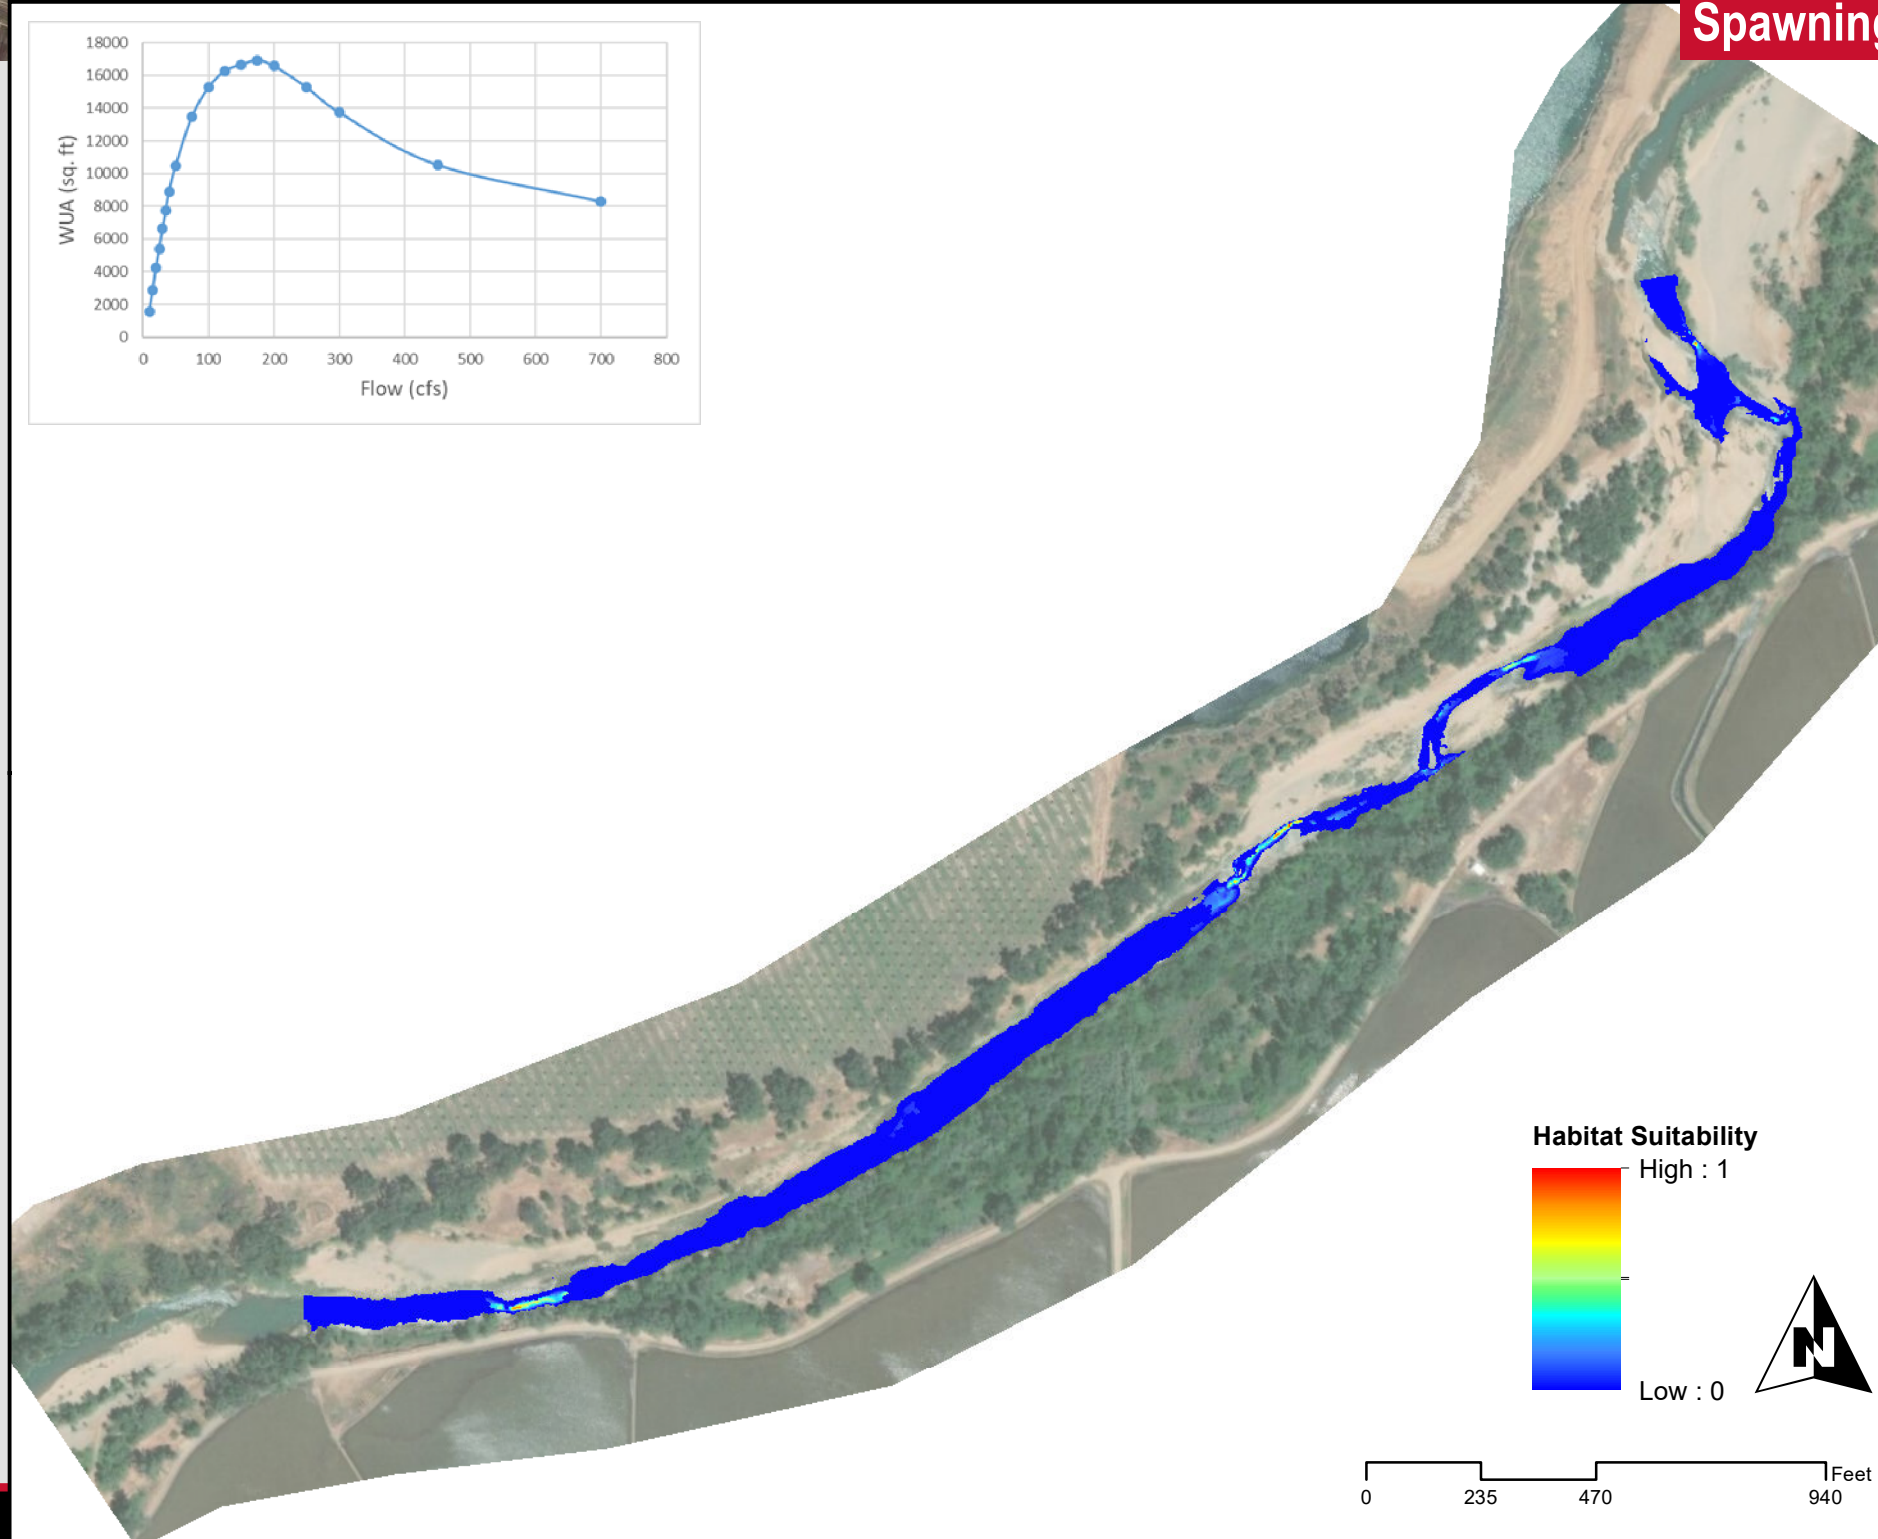 Spawning
18000
16000
14000
12000
10000
8000
6000
4000
2000
0
WUA (sq. ft)
0 100 200 300 400 500 600 700 800
Flow (cfs)
Habitat Suitability
High : 1
=
Low : 0
N
Feet
0 235 470 940